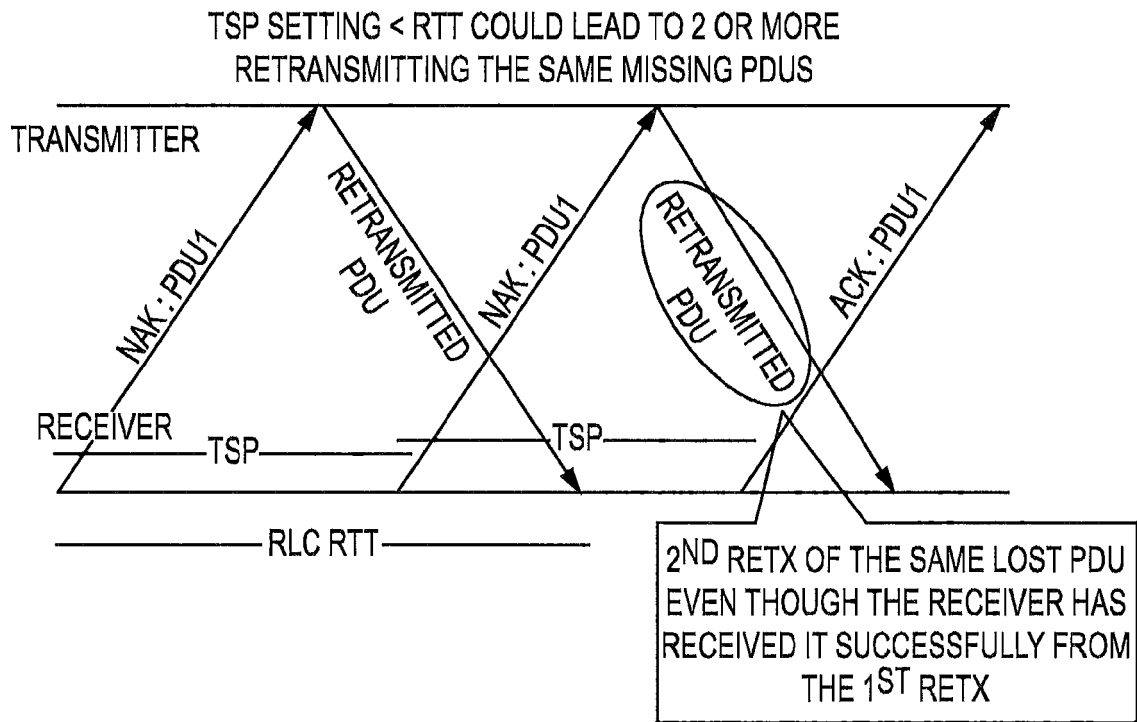 TSP SETTING < RTT COULD LEAD TO 2 OR MORE
RETRANSMITTING THE SAME MISSING PDUS
TRANSMITTER
NAK : PDU1
RETRANSMITTED
PDU
NAK : PDU1
RETRANSMITTED
PDU
ACK : PDU1
RECEIVER
TSP
TSP
RLC RTT
2ND RETX OF THE SAME LOST PDU
EVEN THOUGH THE RECEIVER HAS
RECEIVED IT SUCCESSFULLY FROM
THE 1ST RETX